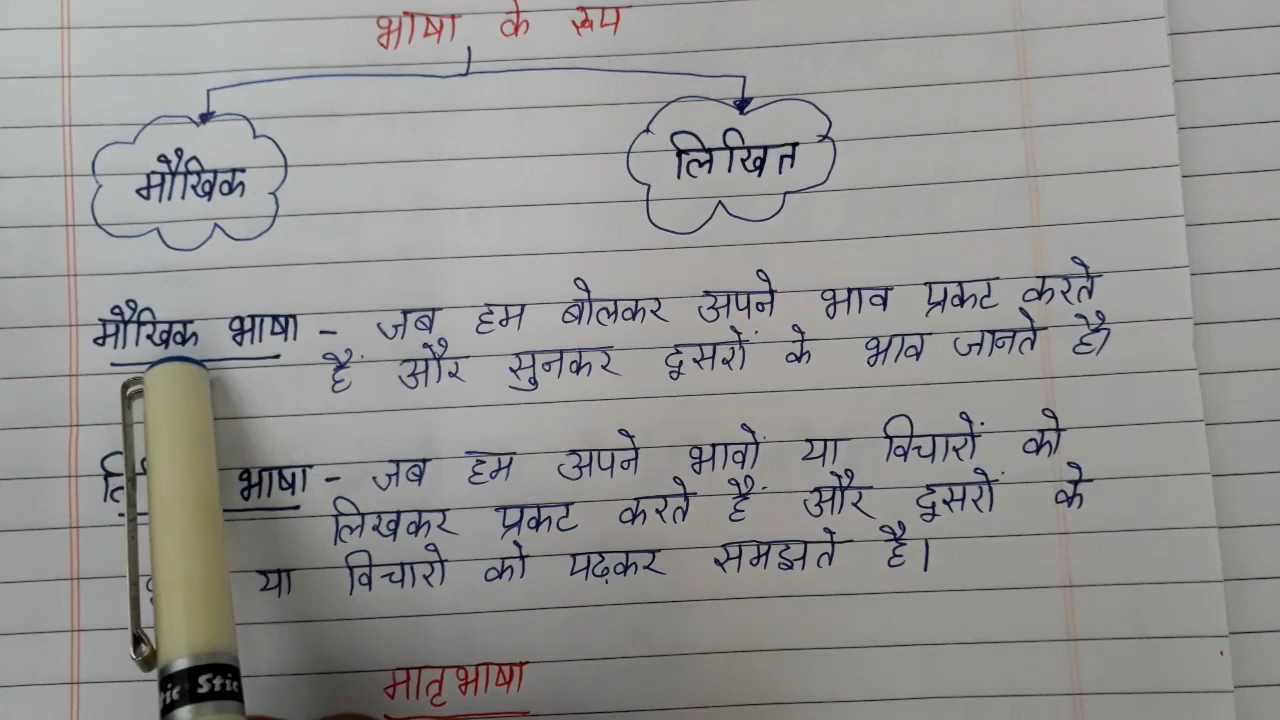 भाषा के रूप
मौखिक
लिखित
मौखिक भाषा - जब हम बोलकर अपने भाव प्रकट करते
हैं और सुनकर दूसरों के भाव जानते है।
भाषा - जब हम अपने भावों या विचारों को
लिखकर प्रकट करते हैं और दूसरों के
या विचारो को पढ़कर समझते है।
मातृभाषा
Stic